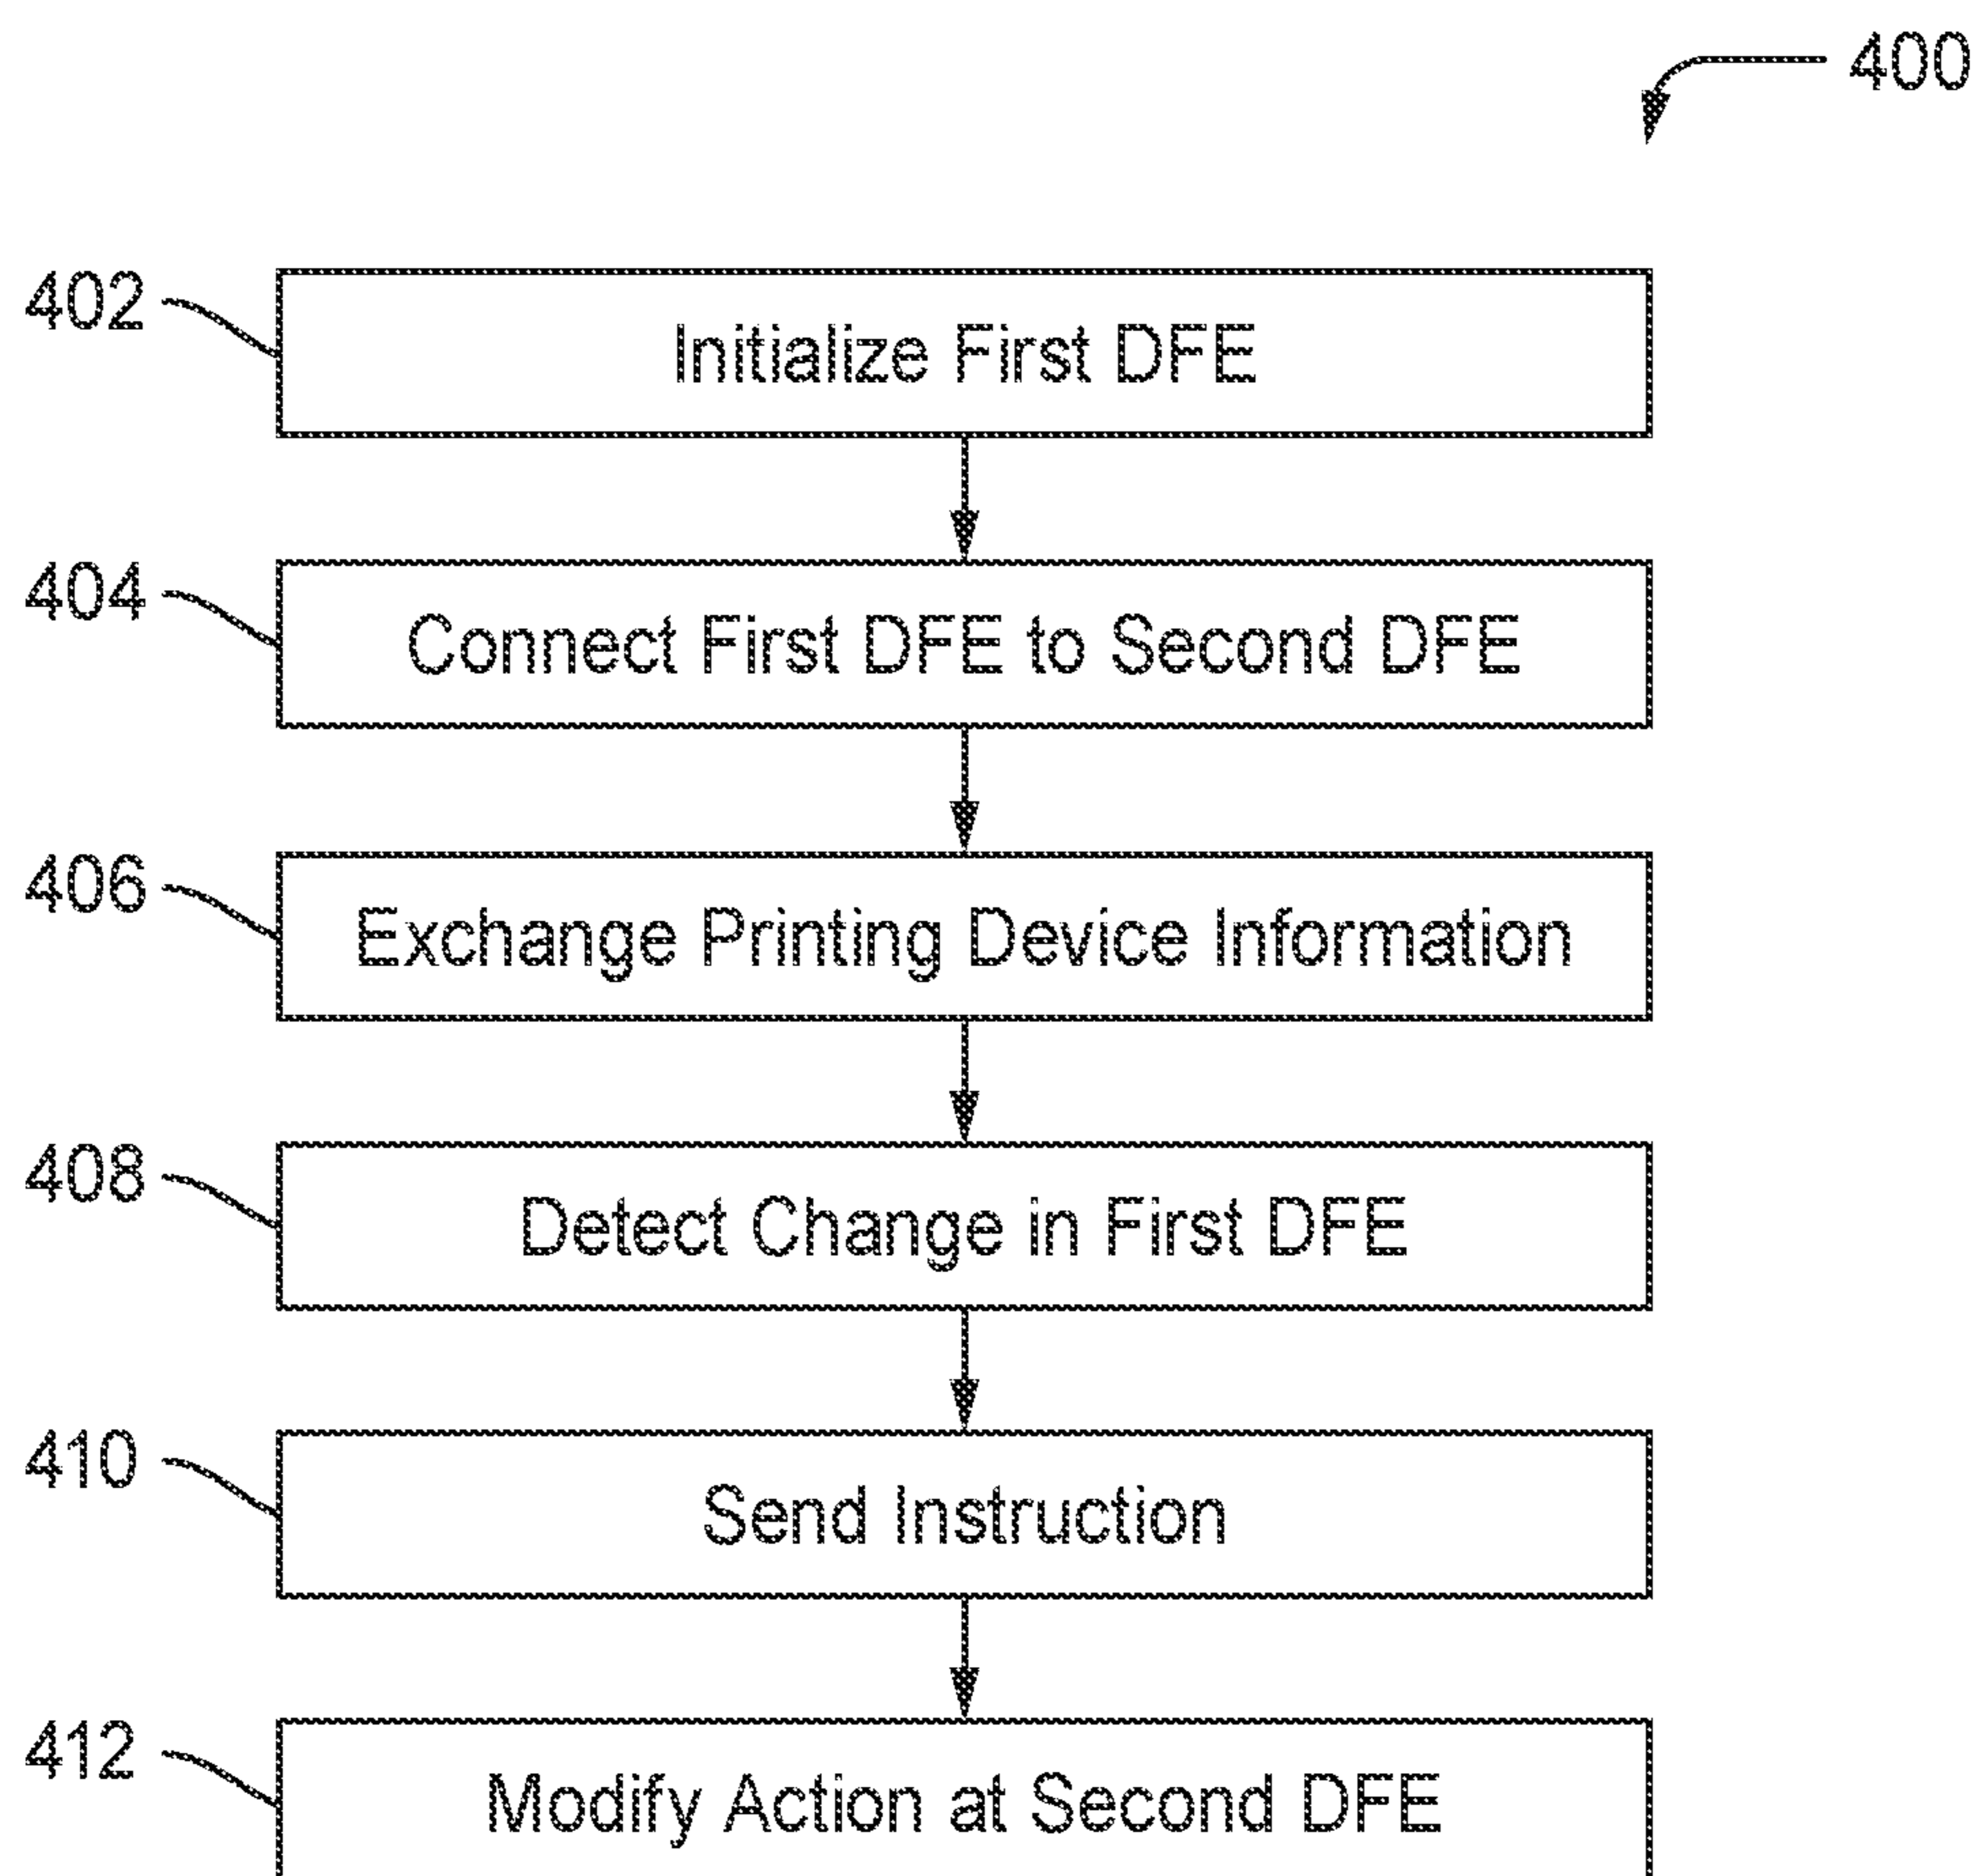 400
402 Initialize First DFE
404 Connect First DFE to Second DFE
406 Exchange Printing Device Information
408 Detect Change in First DFE
410 Send Instruction
412 Modify Action at Second DFE